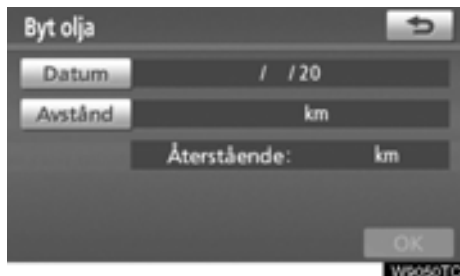 Byt olja
Datum / / 20
Avstånd km
Återstående: km
OK
W9050TC